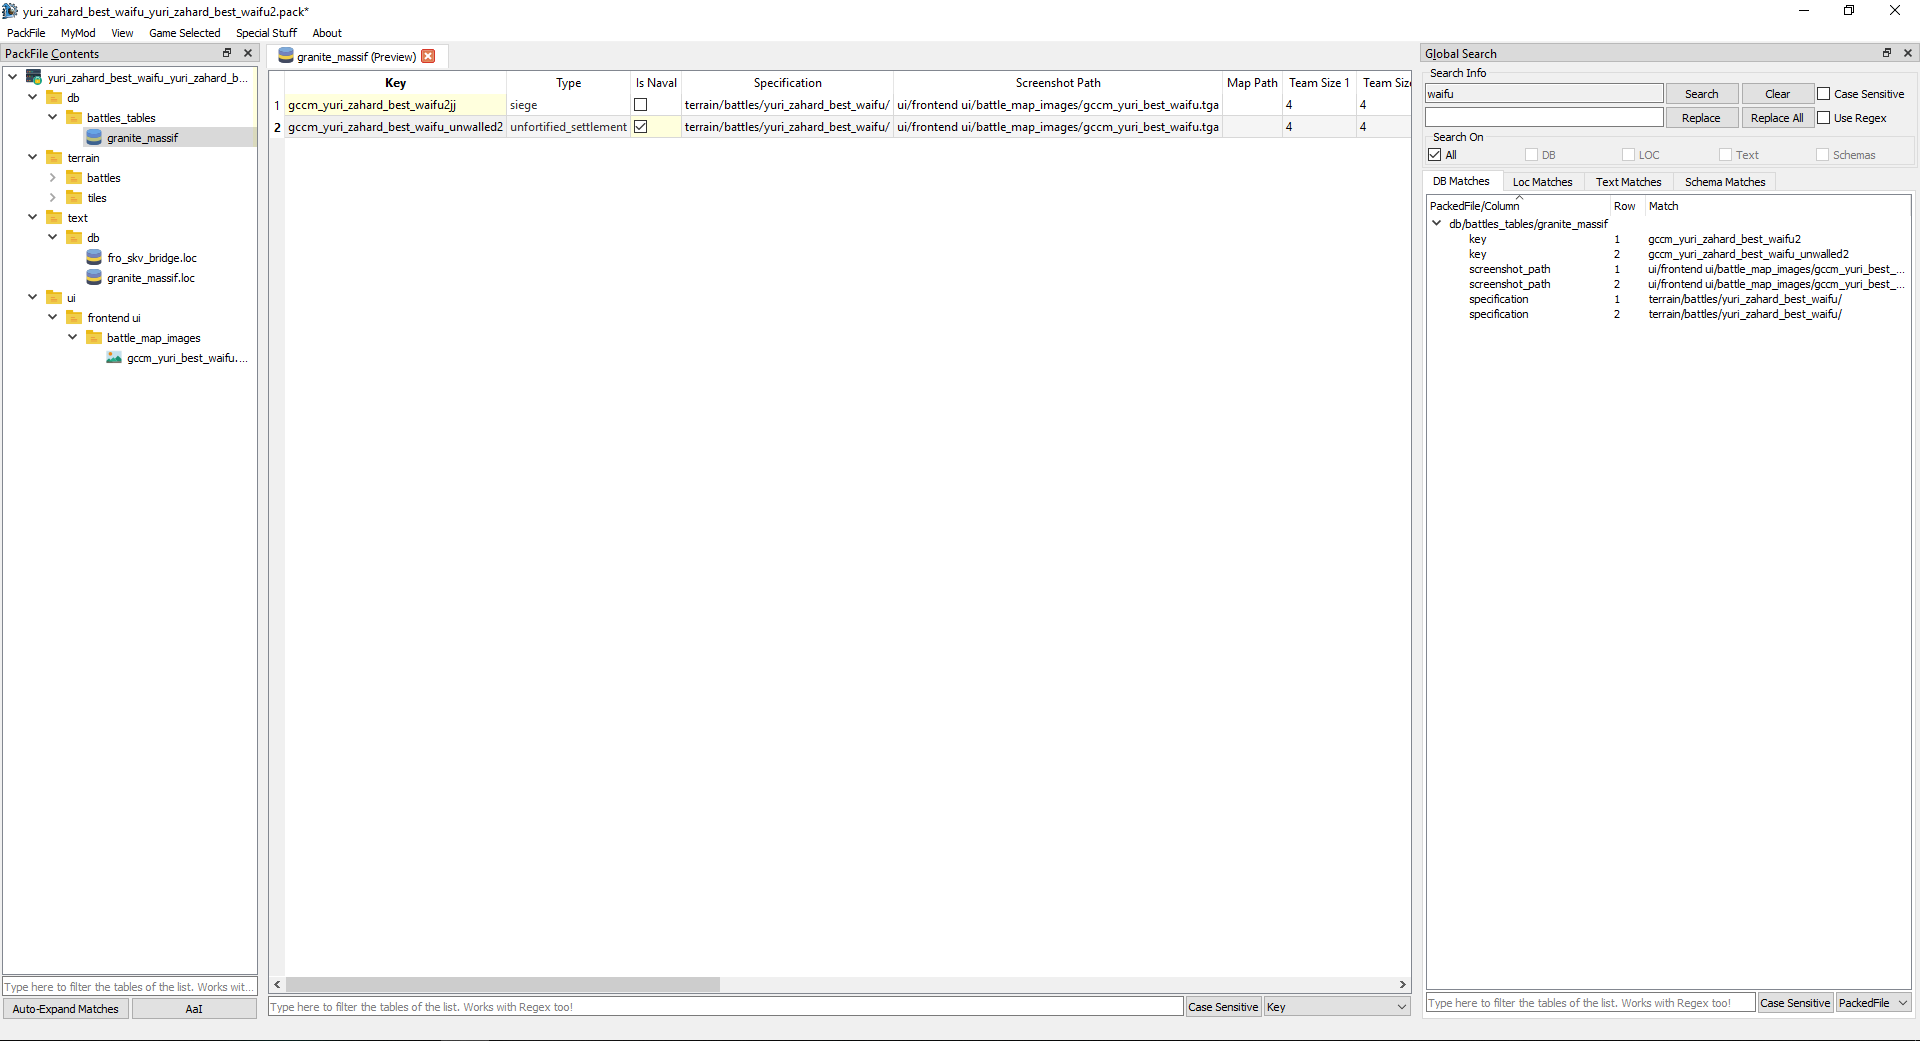 yuri_zahard_best_waifu_yuri_zahard_best_waifu2.pack*
PackFile MyMod View Game Selected Special Stuff About
PackFile Contents
yuri_zahard_best_waifu_yuri_zahard_b...
db
battles_tables
granite_massif
terrain
battles
tiles
text
db
fro_skv_bridge.loc
granite_massif.loc
ui
frontend ui
battle_map_images
gccm_yuri_best_waifu....
Type here to filter the tables of the list. Works wit...
Auto-Expand Matches AaI
granite_massif (Preview)
Key Type Is Naval Specification Screenshot Path Map Path Team Size 1 Team Size
1 gccm_yuri_zahard_best_waifu2jj siege terrain/battles/yuri_zahard_best_waifu/ ui/frontend ui/battle_map_images/gccm_yuri_best_waifu.tga 4 4
2 gccm_yuri_zahard_best_waifu_unwalled2 unfortified_settlement terrain/battles/yuri_zahard_best_waifu/ ui/frontend ui/battle_map_images/gccm_yuri_best_waifu.tga 4 4
Type here to filter the tables of the list. Works with Regex too! Case Sensitive Key
Global Search
Search Info
waifu Search Clear Case Sensitive
Replace Replace All Use Regex
Search On
All DB LOC Text Schemas
DB Matches Loc Matches Text Matches Schema Matches
PackedFile/Column Row Match
db/battles_tables/granite_massif
key 1 gccm_yuri_zahard_best_waifu2
key 2 gccm_yuri_zahard_best_waifu_unwalled2
screenshot_path 1 ui/frontend ui/battle_map_images/gccm_yuri_best_...
screenshot_path 2 ui/frontend ui/battle_map_images/gccm_yuri_best_...
specification 1 terrain/battles/yuri_zahard_best_waifu/
specification 2 terrain/battles/yuri_zahard_best_waifu/
Type here to filter the tables of the list. Works with Regex too! Case Sensitive PackedFile